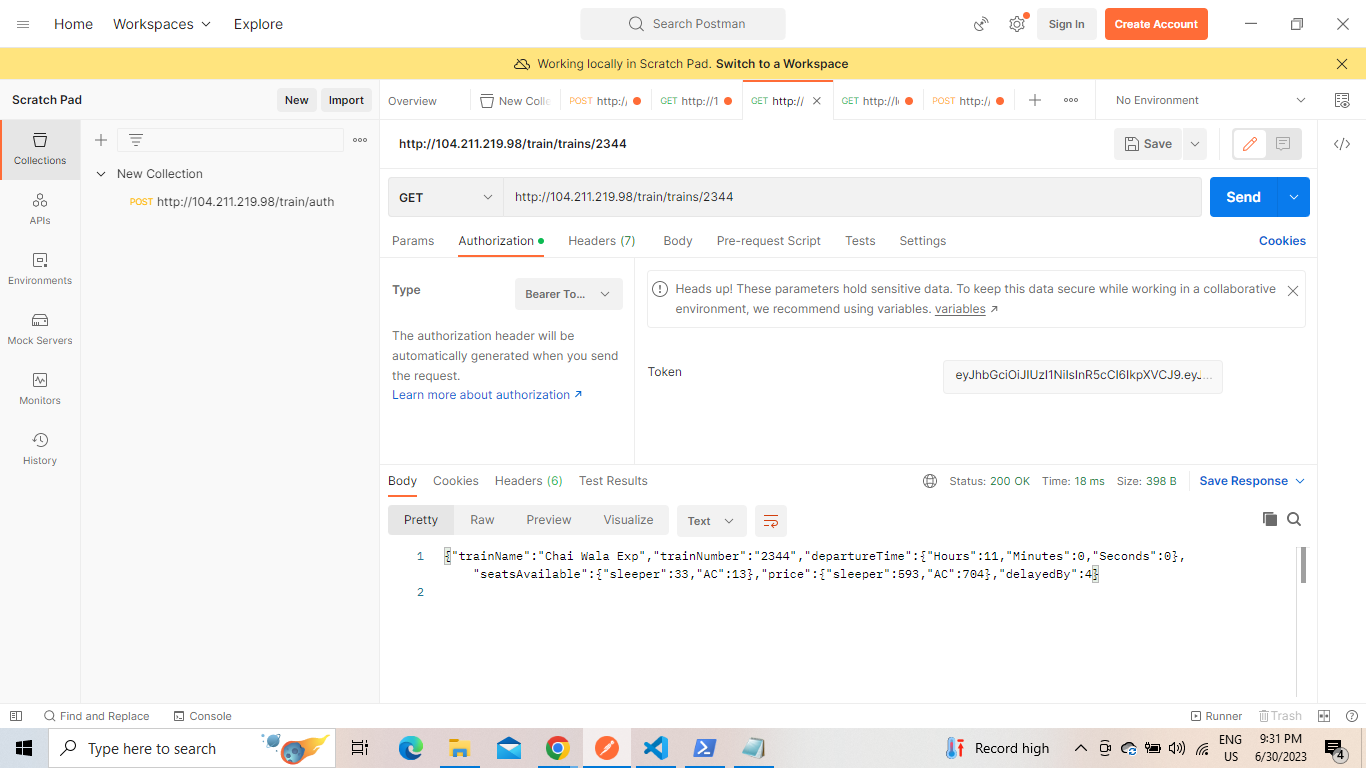 Home Workspaces Explore Search Postman Sign In Create Account
Working locally in Scratch Pad. Switch to a Workspace
Scratch Pad New Import
Overview New Colle POST http:/ GET http://1 GET http:// GET http://l POST http:/ No Environment
http://104.211.219.98/train/trains/2344 Save
Collections
New Collection
POST http://104.211.219.98/train/auth
APIs
Environments
Mock Servers
Monitors
History
GET http://104.211.219.98/train/trains/2344 Send
Params Authorization Headers (7) Body Pre-request Script Tests Settings Cookies
Type Bearer To...
The authorization header will be
automatically generated when you send
the request.
Learn more about authorization ↗
Heads up! These parameters hold sensitive data. To keep this data secure while working in a collaborative
environment, we recommend using variables. variables ↗
Token eyJhbGciOiJIUzI1NiIsInR5cCI6IkpXVCJ9.eyJ...
Body Cookies Headers (6) Test Results Status: 200 OK Time: 18 ms Size: 398 B Save Response
Pretty Raw Preview Visualize Text
1 {"trainName":"Chai Wala Exp","trainNumber":"2344","departureTime":{"Hours":11,"Minutes":0,"Seconds":0},
"seatsAvailable":{"sleeper":33,"AC":13},"price":{"sleeper":593,"AC":704},"delayedBy":4}
2
Find and Replace Console Runner Trash
Type here to search Record high ENG 9:31 PM
US 6/30/2023 4